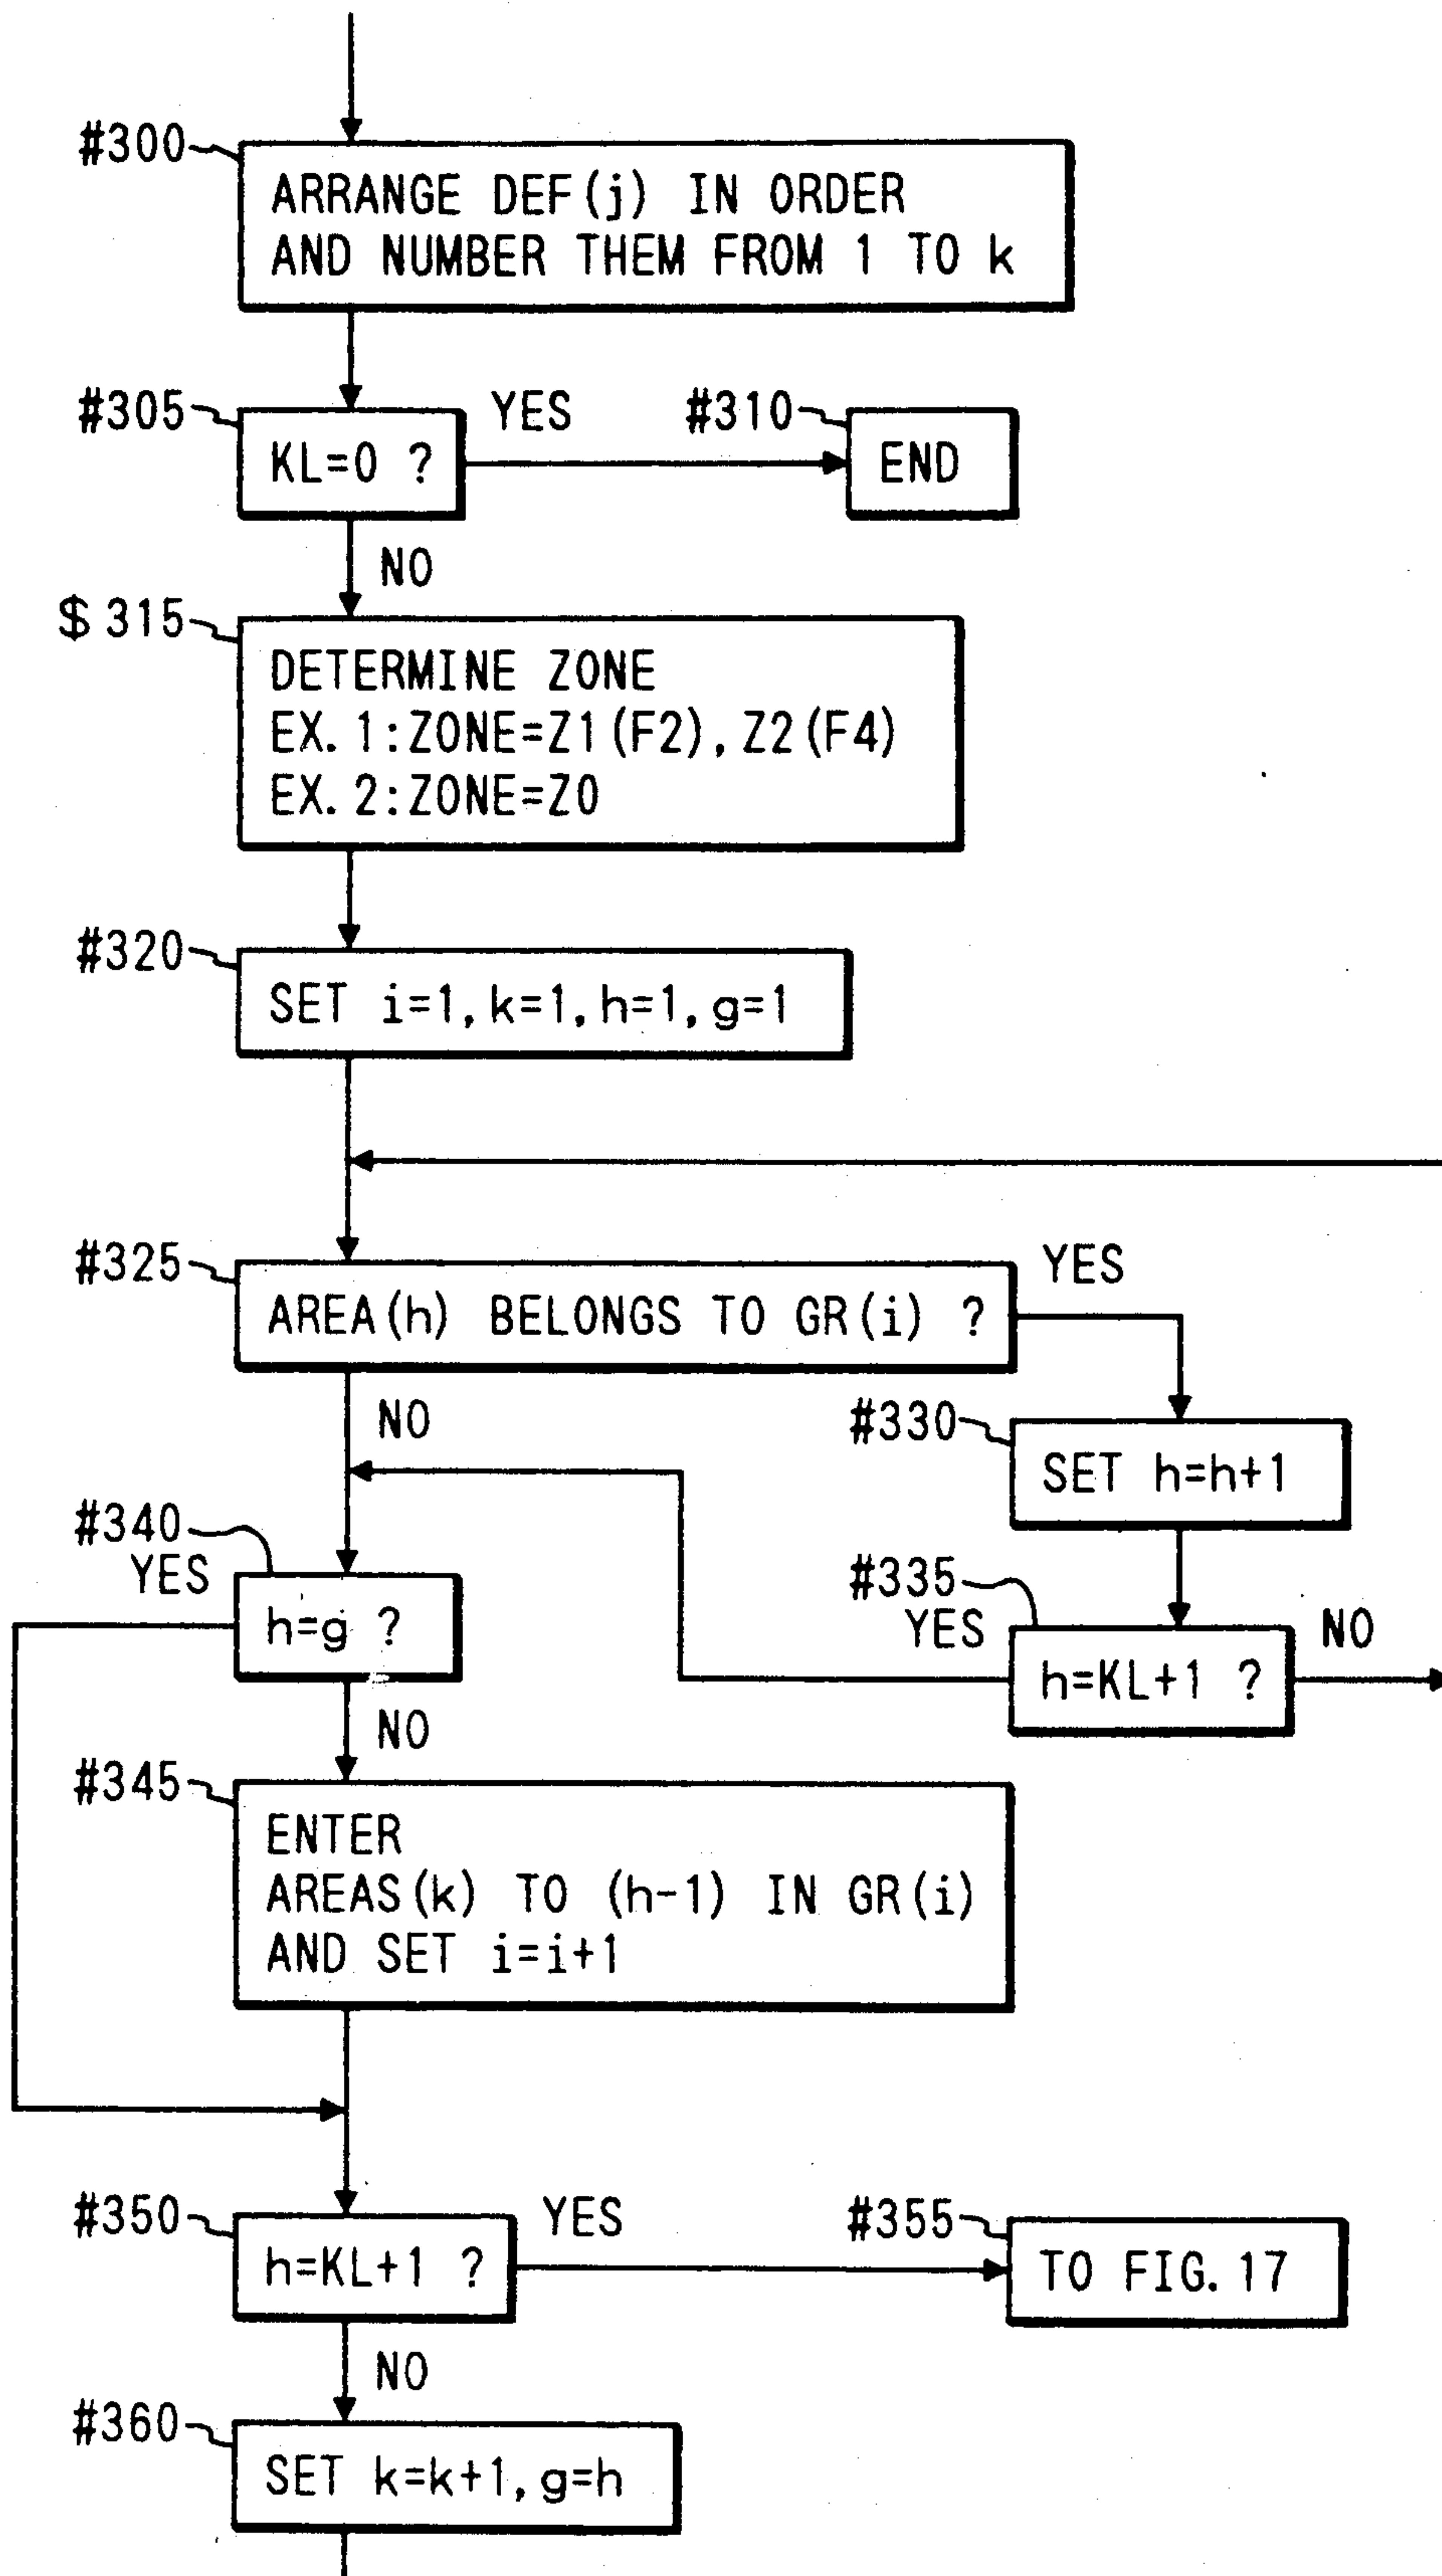 #300
ARRANGE DEF(j) IN ORDER
AND NUMBER THEM FROM 1 TO k
#305
KL=0 ?
YES
#310
END
NO
$ 315
DETERMINE ZONE
EX. 1:ZONE=Z1(F2), Z2(F4)
EX. 2:ZONE=Z0
#320
SET i=1, k=1, h=1, g=1
#325
AREA(h) BELONGS TO GR(i) ?
YES
NO
#330
SET h=h+1
#340
YES
h=g ?
#335
YES
h=KL+1 ?
NO
NO
#345
ENTER
AREAS(k) TO (h-1) IN GR(i)
AND SET i=i+1
#350
h=KL+1 ?
YES
#355
TO FIG. 17
NO
#360
SET k=k+1, g=h